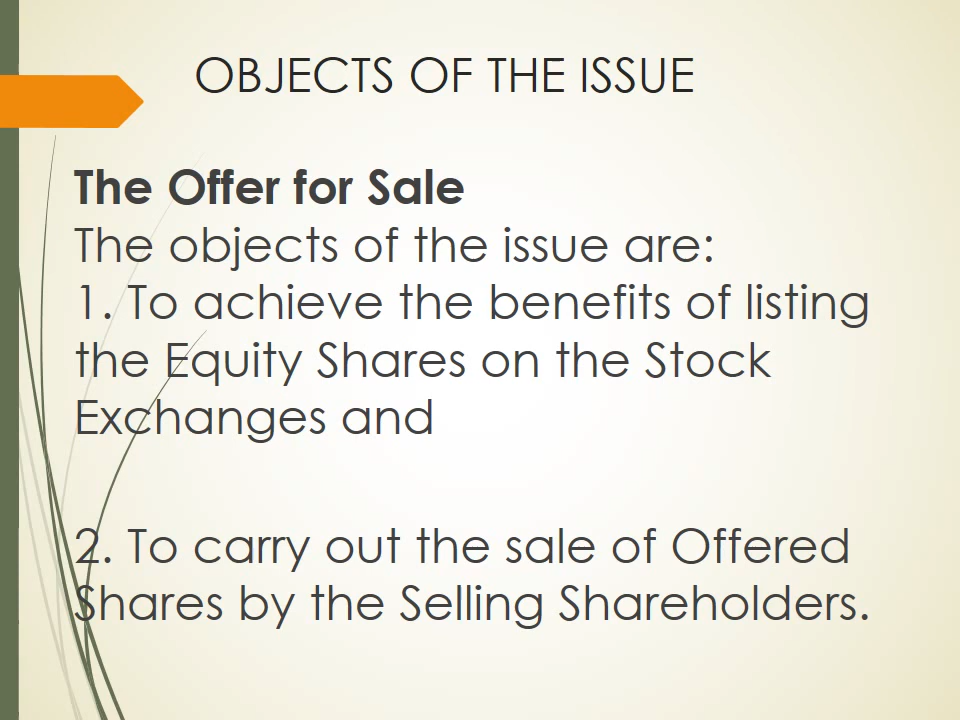 OBJECTS OF THE ISSUE
The Offer for Sale
The objects of the issue are:
1. To achieve the benefits of listing
the Equity Shares on the Stock
Exchanges and
2. To carry out the sale of Offered
Shares by the Selling Shareholders.